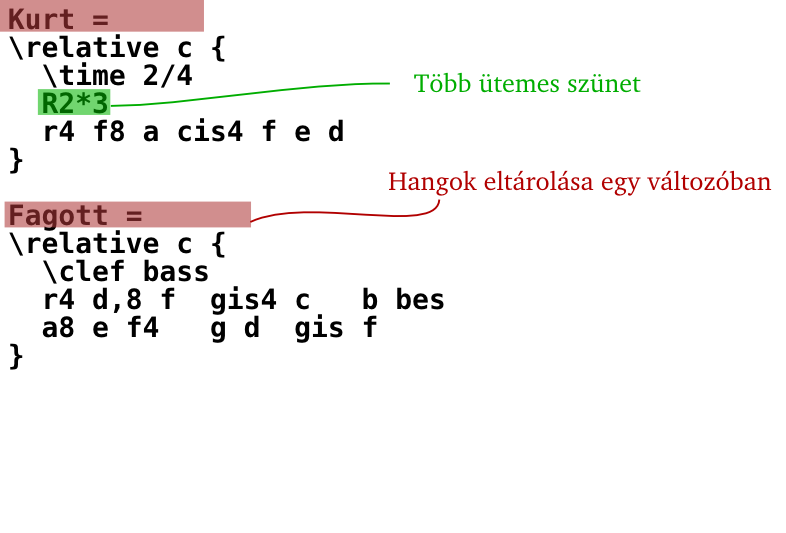 Kurt =
\relative c {
\time 2/4
R2*3
Több ütemes szünet
r4 f8 a cis4 f e d
}
Hangok eltárolása egy változóban
Fagott =
\relative c {
\clef bass
r4 d,8 f  gis4 c   b bes
a8 e f4   g d  gis f
}